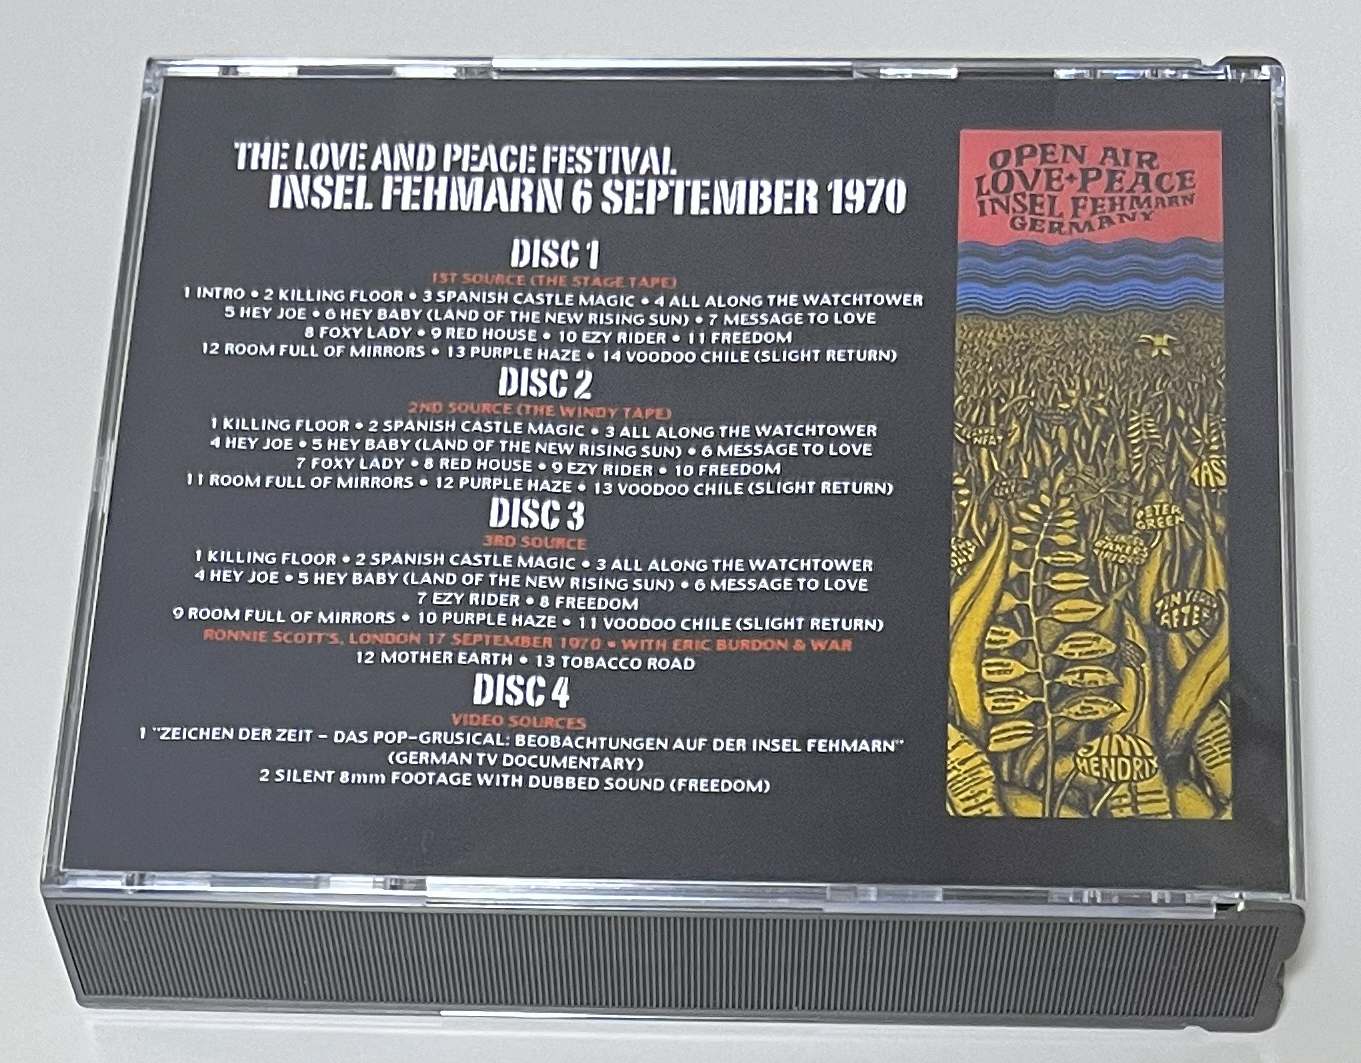 THE LOVE AND PEACE FESTIVAL
INSEL FEHMARN 6 SEPTEMBER 1970
DISC 1
1ST SOURCE (THE STAGE TAPE)
1 INTRO • 2 KILLING FLOOR • 3 SPANISH CASTLE MAGIC • 4 ALL ALONG THE WATCHTOWER
5 HEY JOE • 6 HEY BABY (LAND OF THE NEW RISING SUN) • 7 MESSAGE TO LOVE
8 FOXY LADY • 9 RED HOUSE • 10 EZY RIDER • 11 FREEDOM
12 ROOM FULL OF MIRRORS • 13 PURPLE HAZE • 14 VOODOO CHILE (SLIGHT RETURN)
DISC 2
2ND SOURCE (THE WINDY TAPE)
1 KILLING FLOOR • 2 SPANISH CASTLE MAGIC • 3 ALL ALONG THE WATCHTOWER
4 HEY JOE • 5 HEY BABY (LAND OF THE NEW RISING SUN) • 6 MESSAGE TO LOVE
7 FOXY LADY • 8 RED HOUSE • 9 EZY RIDER • 10 FREEDOM
11 ROOM FULL OF MIRRORS • 12 PURPLE HAZE • 13 VOODOO CHILE (SLIGHT RETURN)
DISC 3
3RD SOURCE
1 KILLING FLOOR • 2 SPANISH CASTLE MAGIC • 3 ALL ALONG THE WATCHTOWER
4 HEY JOE • 5 HEY BABY (LAND OF THE NEW RISING SUN) • 6 MESSAGE TO LOVE
7 EZY RIDER • 8 FREEDOM
9 ROOM FULL OF MIRRORS • 10 PURPLE HAZE • 11 VOODOO CHILE (SLIGHT RETURN)
RONNIE SCOTT'S, LONDON 17 SEPTEMBER 1970 • WITH ERIC BURDON & WAR
12 MOTHER EARTH • 13 TOBACCO ROAD
DISC 4
VIDEO SOURCES
1 "ZEICHEN DER ZEIT - DAS POP-GRUSICAL: BEOBACHTUNGEN AUF DER INSEL FEHMARN"
(GERMAN TV DOCUMENTARY)
2 SILENT 8mm FOOTAGE WITH DUBBED SOUND (FREEDOM)
OPEN AIR
LOVE+PEACE
INSEL FEHMARN
GERMANY
PETER
GREEN
TEN YEARS
AFTER
JIMI
HENDRIX